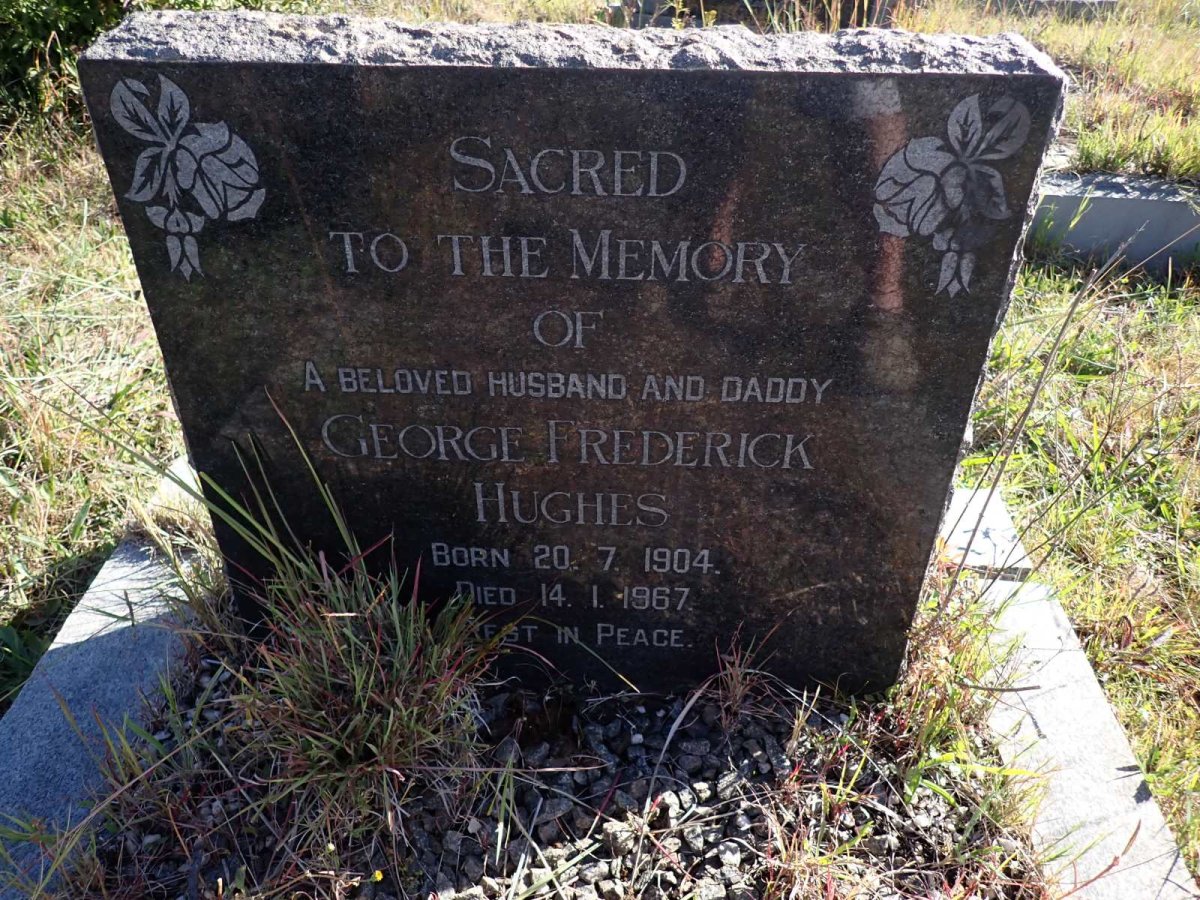 SACRED
TO THE MEMORY
OF
A BELOVED HUSBAND AND DADDY
GEORGE FREDERICK
HUGHES
BORN 20. 7. 1904.
DIED 14. 1. 1967.
REST IN PEACE.